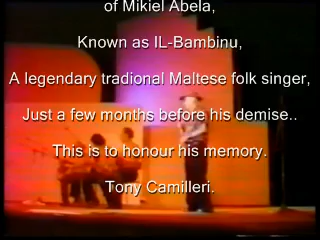 of Mikiel Abela,
Known as IL-Bambinu,
A legendary tradional Maltese folk singer,
Just a few months before his demise..
This is to honour his memory.
Tony Camilleri.